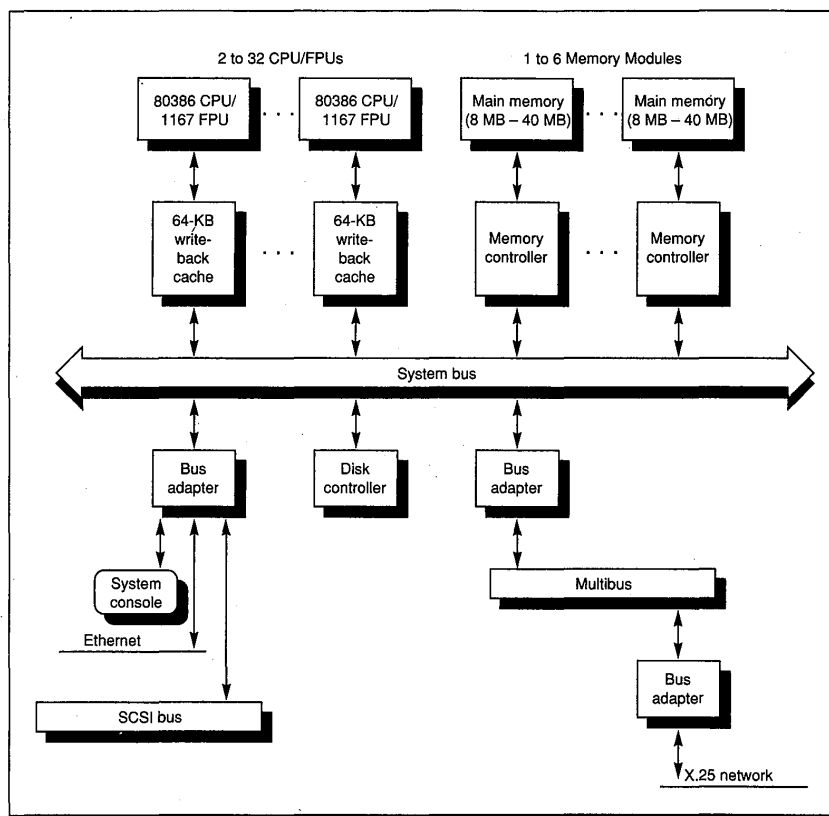 2 to 32 CPU/FPUs
1 to 6 Memory Modules
80386 CPU/
1167 FPU
. . .
80386 CPU/
1167 FPU
Main memory
(8 MB – 40 MB)
. . .
Main memory
(8 MB – 40 MB)
64-KB
write-
back
cache
. . .
64-KB
write-
back
cache
Memory
controller
. . .
Memory
controller
System bus
Bus
adapter
Disk
controller
Bus
adapter
System
console
Multibus
Ethernet
Bus
adapter
SCSI bus
X.25 network